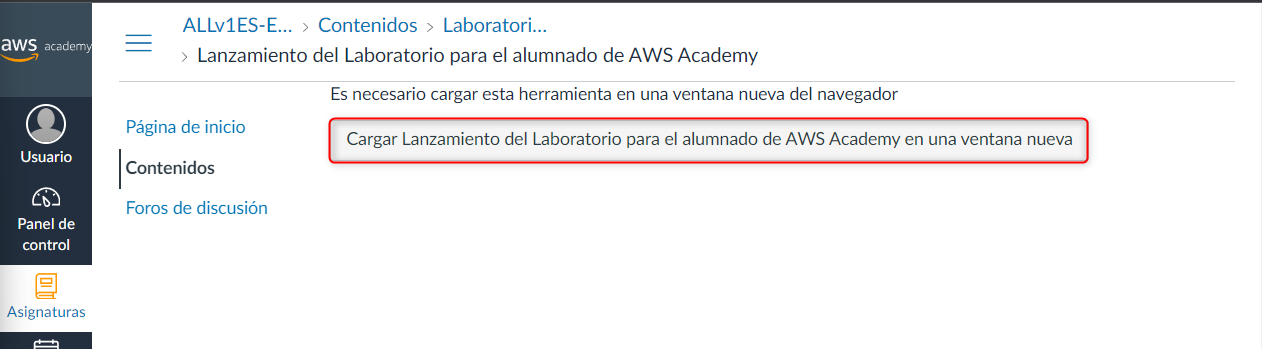 aws academy
Usuario
Panel de
control
Asignaturas
ALLv1ES-E... > Contenidos > Laboratori...
> Lanzamiento del Laboratorio para el alumnado de AWS Academy
Página de inicio
Contenidos
Foros de discusión
Es necesario cargar esta herramienta en una ventana nueva del navegador
Cargar Lanzamiento del Laboratorio para el alumnado de AWS Academy en una ventana nueva